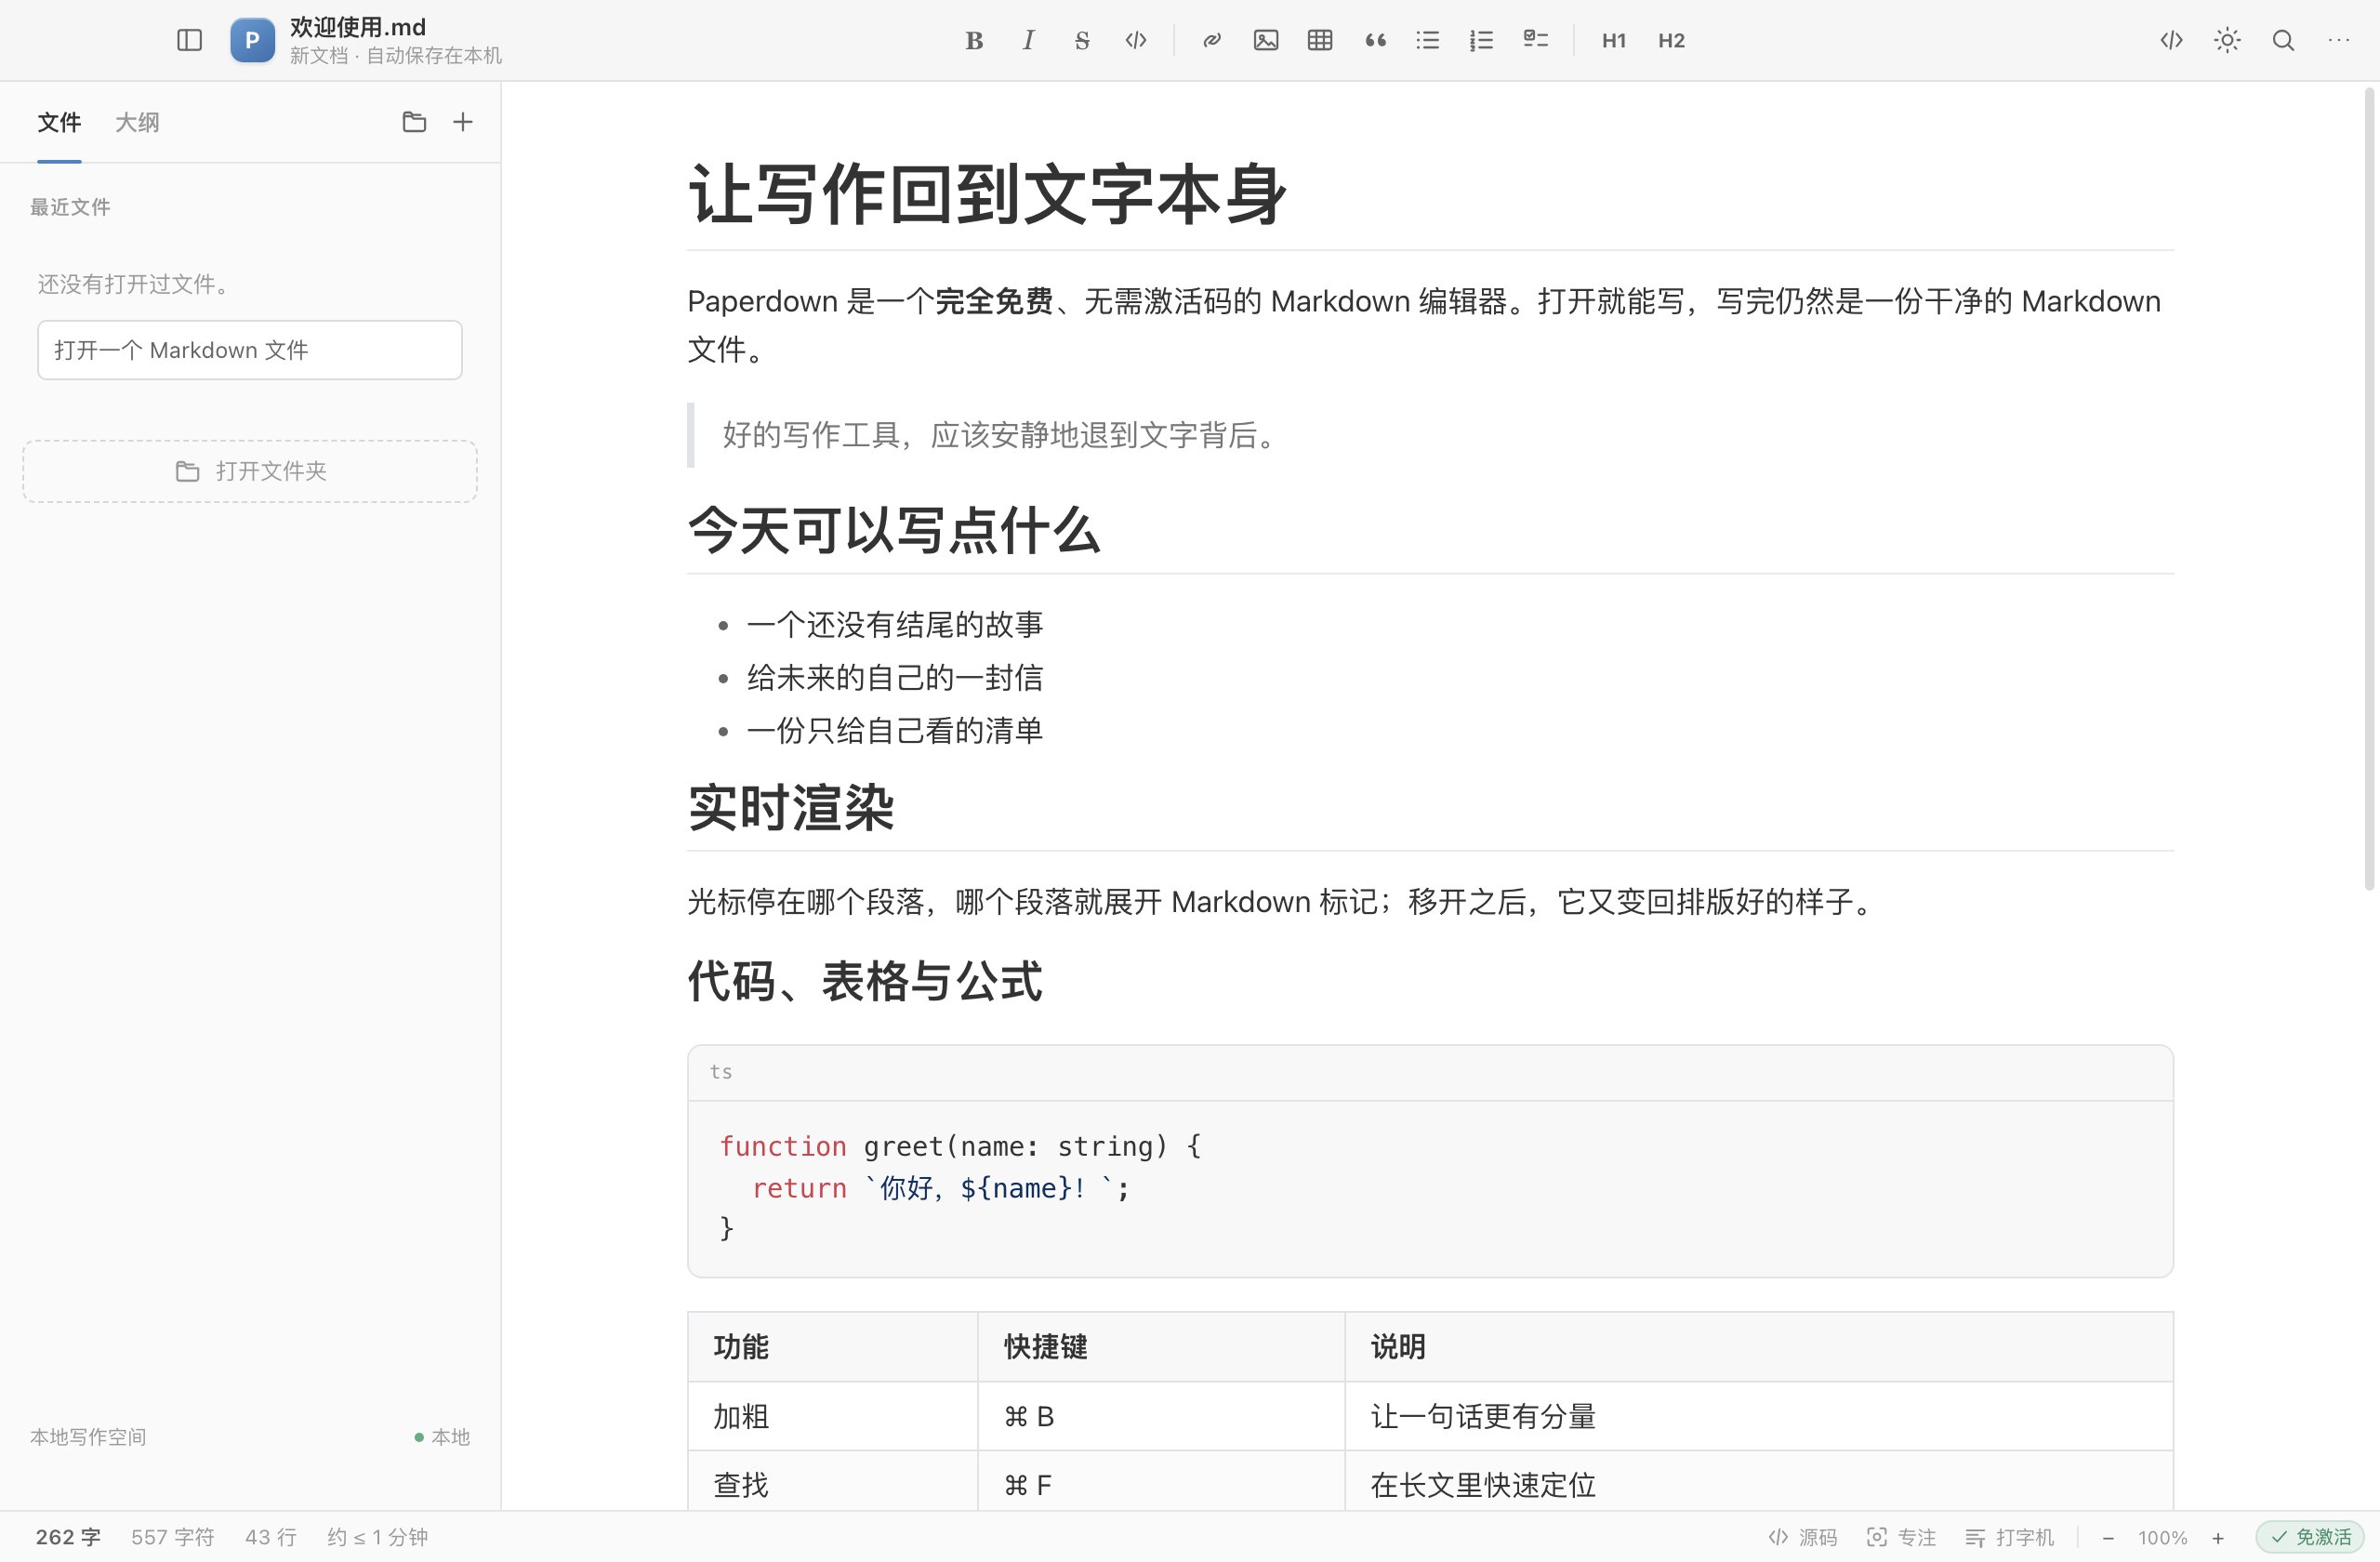 P
欢迎使用.md
新文档 · 自动保存在本机
B I S H1 H2
文件 大纲
最近文件
还没有打开过文件。
打开一个 Markdown 文件
打开文件夹
本地写作空间 本地
让写作回到文字本身
Paperdown 是一个完全免费、无需激活码的 Markdown 编辑器。打开就能写，写完仍然是一份干净的 Markdown
文件。
好的写作工具，应该安静地退到文字背后。
今天可以写点什么
一个还没有结尾的故事
给未来的自己的一封信
一份只给自己看的清单
实时渲染
光标停在哪个段落，哪个段落就展开 Markdown 标记；移开之后，它又变回排版好的样子。
代码、表格与公式
ts
function greet(name: string) {
  return `你好，${name}！`;
}
功能 快捷键 说明
加粗 ⌘ B 让一句话更有分量
查找 ⌘ F 在长文里快速定位
262 字 557 字符 43 行 约 ≤ 1 分钟 源码 专注 打字机 − 100% + 免激活